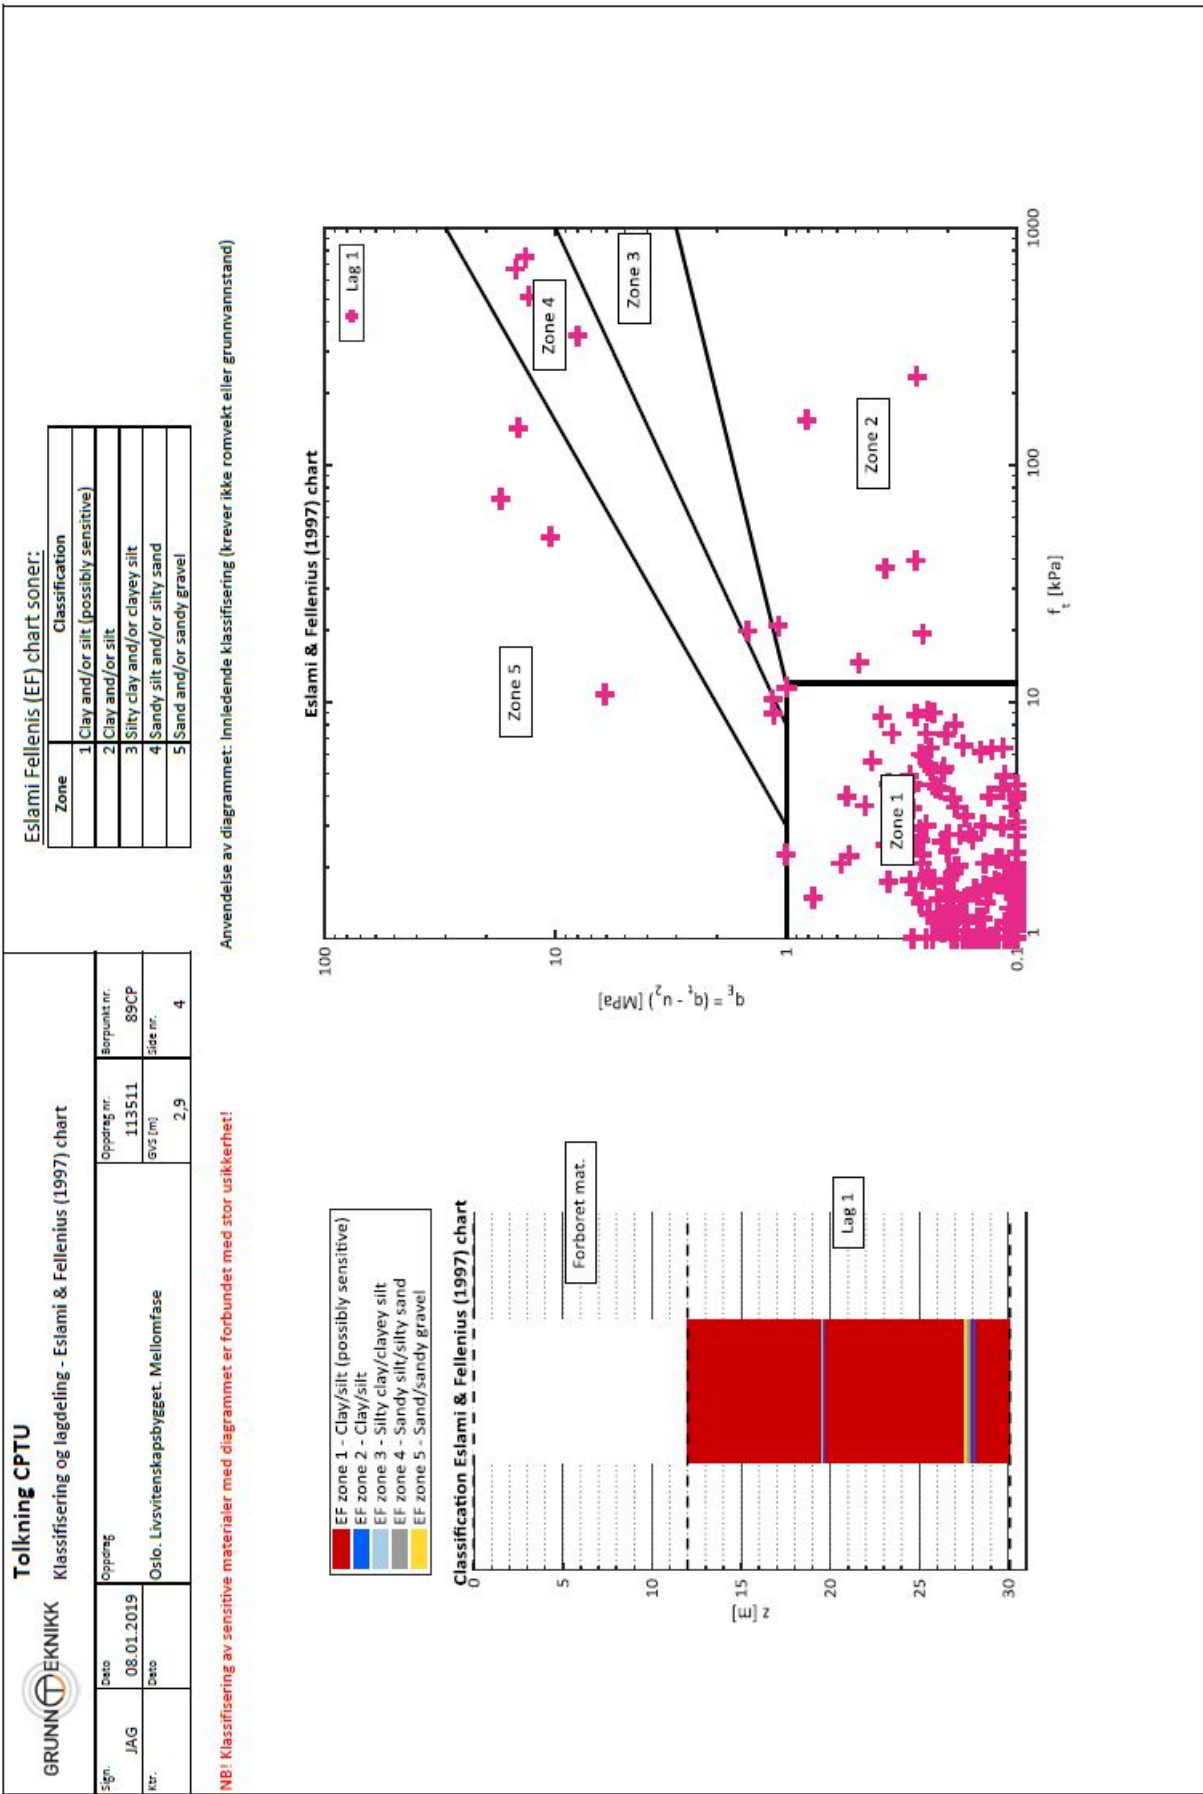 Tolkning CPTU
GRUNNTEKNIKK
Klassifisering og lagdeling - Eslami & Fellenius (1997) chart
Sign.
JAG
Dato
08.01.2019
Oppdrag
Oslo. Livsvitenskapsbygget. Mellomfase
Oppdrag nr.
113511
Borpunkt nr.
89CP
Ktr.
Dato
GVS [m]
2,9
Side nr.
4
Eslami Fellenis (EF) chart soner:
Zone Classification
1 Clay and/or silt (possibly sensitive)
2 Clay and/or silt
3 Silty clay and/or clayey silt
4 Sandy silt and/or silty sand
5 Sand and/or sandy gravel
NB! Klassifisering av sensitive materialer med diagrammet er forbundet med stor usikkerhet!
Anvendelse av diagrammet: Innledende klassifisering (krever ikke romvekt eller grunnvannstand)
EF zone 1 - Clay/silt (possibly sensitive)
EF zone 2 - Clay/silt
EF zone 3 - Silty clay/clayey silt
EF zone 4 - Sandy silt/silty sand
EF zone 5 - Sand/sandy gravel
Classification Eslami & Fellenius (1997) chart
0
5
10
15
20
25
30
z [m]
Forboret mat.
Lag 1
Eslami & Fellenius (1997) chart
Lag 1
100
10
1
0.1
qE = (qt - u2) [MPa]
Zone 5
Zone 4
Zone 3
Zone 2
Zone 1
1
10
100
1000
ft [kPa]